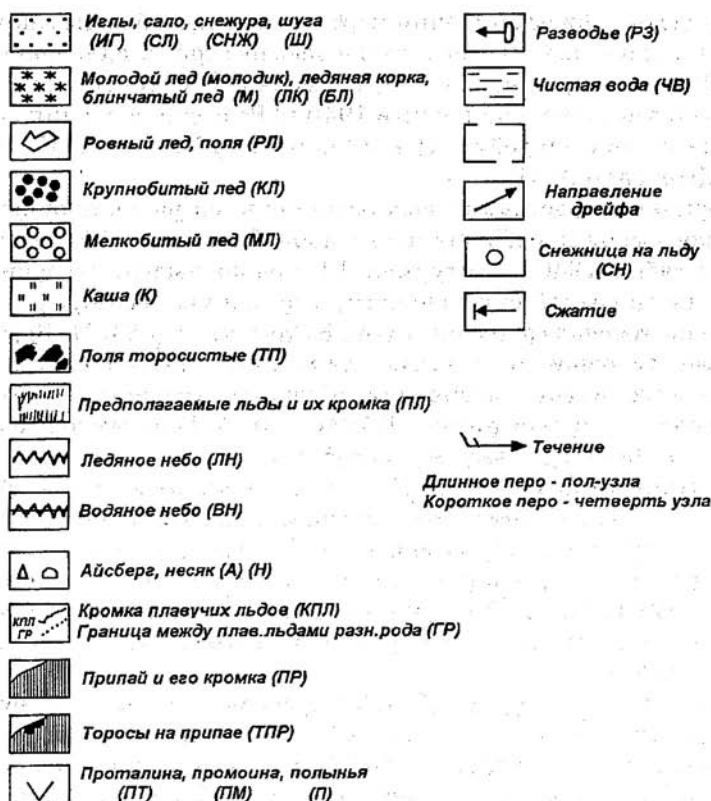 Иглы, сало, снежура, шуга
(ИГ) (СЛ) (СНЖ) (Ш)
Молодой лед (молодик), ледяная корка,
блинчатый лед (М) (ЛК) (БЛ)
Ровный лед, поля (РЛ)
Крупнобитый лед (КЛ)
Мелкобитый лед (МЛ)
Каша (К)
Поля торосистые (ТП)
Предполагаемые льды и их кромка (ПЛ)
Ледяное небо (ЛН)
Водяное небо (ВН)
Айсберг, несяк (А) (Н)
КПЛ Кромка плавучих льдов (КПЛ)
ГР Граница между плав.льдами разн.рода (ГР)
Припай и его кромка (ПР)
Торосы на припае (ТПР)
Проталина, промоина, полынья
(ПТ) (ПМ) (П)
Разводье (РЗ)
Чистая вода (ЧВ)
Направление
дрейфа
Снежница на льду
(СН)
Сжатие
Течение
Длинное перо - пол-узла
Короткое перо - четверть узла